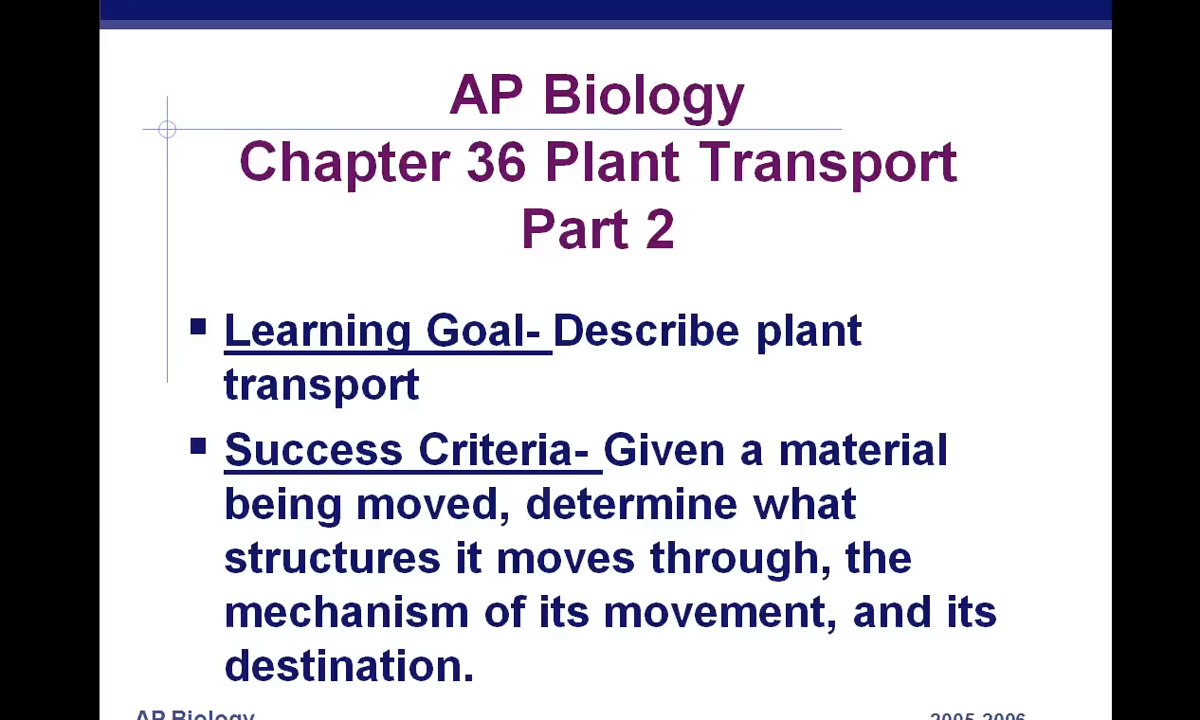 AP Biology
Chapter 36 Plant Transport
Part 2
▪ Learning Goal- Describe plant
transport
▪ Success Criteria- Given a material
being moved, determine what
structures it moves through, the
mechanism of its movement, and its
destination.
AP Biology 2005-2006